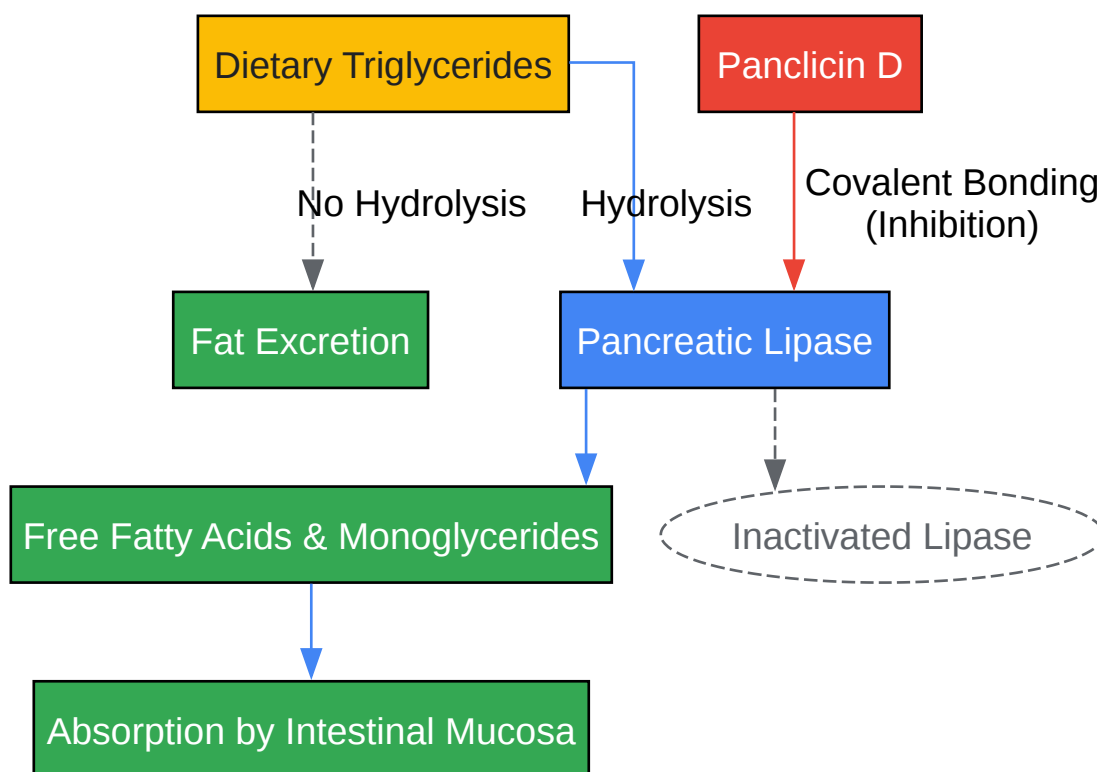 Dietary Triglycerides
Panclicin D
No Hydrolysis
Hydrolysis
Covalent Bonding
(Inhibition)
Fat Excretion
Pancreatic Lipase
Free Fatty Acids & Monoglycerides
Inactivated Lipase
Absorption by Intestinal Mucosa